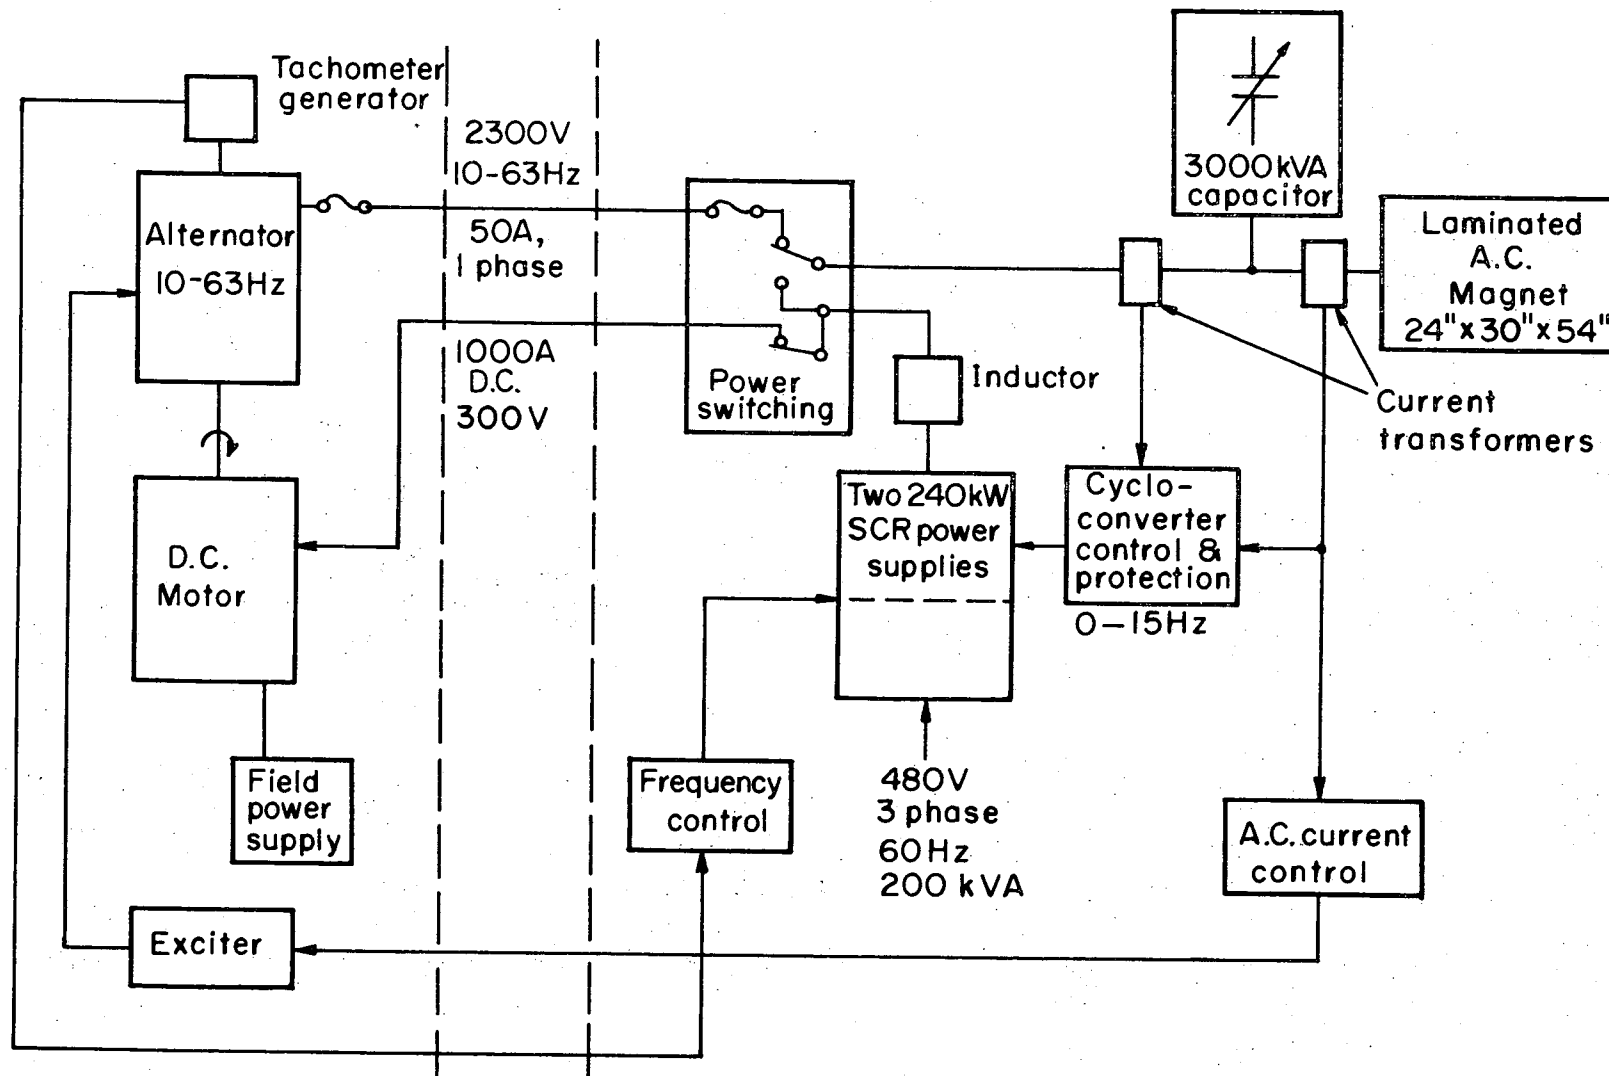 Tachometer
generator
2300V
10-63Hz
50A,
1 phase
3000kVA
capacitor
Laminated
A.C.
Magnet
24"x30"x54"
Alternator
10-63Hz
1000A
D.C.
300V
Power
switching
Inductor
Current
transformers
D.C.
Motor
Two 240kW
SCR power
supplies
Cyclo-
converter
control &
protection
0-15Hz
Field
power
supply
Frequency
control
480V
3 phase
60Hz
200 kVA
A.C. current
control
Exciter